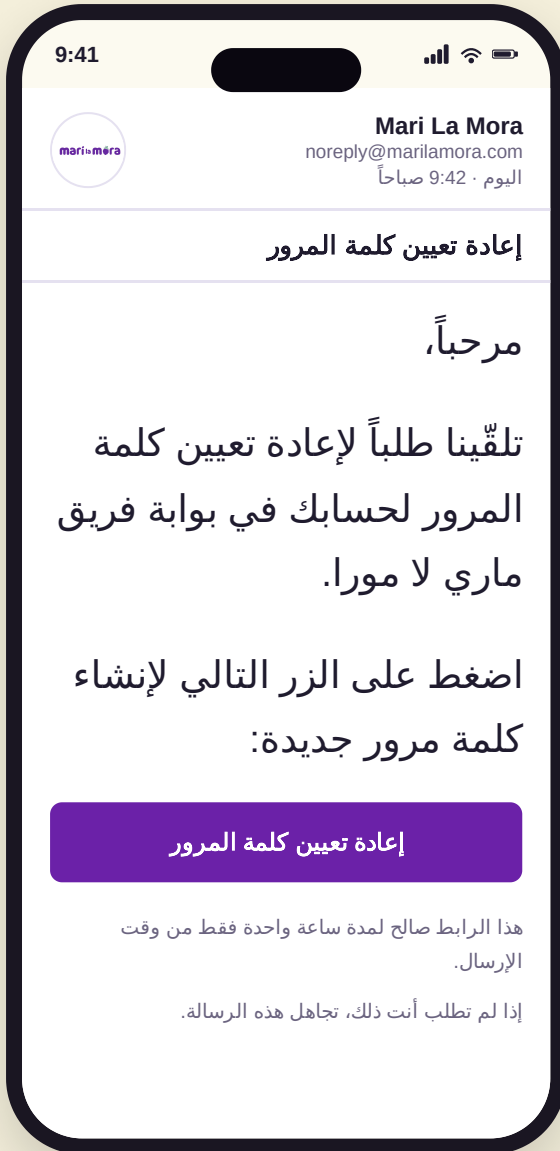 9:41
mari la mora
Mari La Mora
noreply@marilamora.com
اليوم · 9:42 صباحاً
إعادة تعيين كلمة المرور
مرحباً،
تلقّينا طلباً لإعادة تعيين كلمة
المرور لحسابك في بوابة فريق
ماري لا مورا.
اضغط على الزر التالي لإنشاء
كلمة مرور جديدة:
إعادة تعيين كلمة المرور
هذا الرابط صالح لمدة ساعة واحدة فقط من وقت
الإرسال.
إذا لم تطلب أنت ذلك، تجاهل هذه الرسالة.